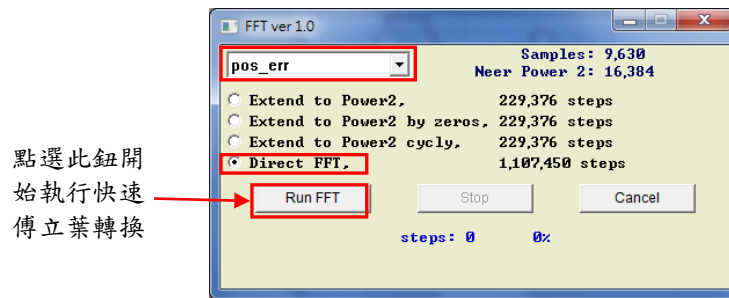 FFT ver 1.0
pos_err
Samples: 9,630
Neer Power 2: 16,384
Extend to Power2, 229,376 steps
Extend to Power2 by zeros, 229,376 steps
Extend to Power2 cycly, 229,376 steps
Direct FFT, 1,107,450 steps
Run FFT Stop Cancel
steps: 0 0%
點選此鈕開
始執行快速
傅立葉轉換